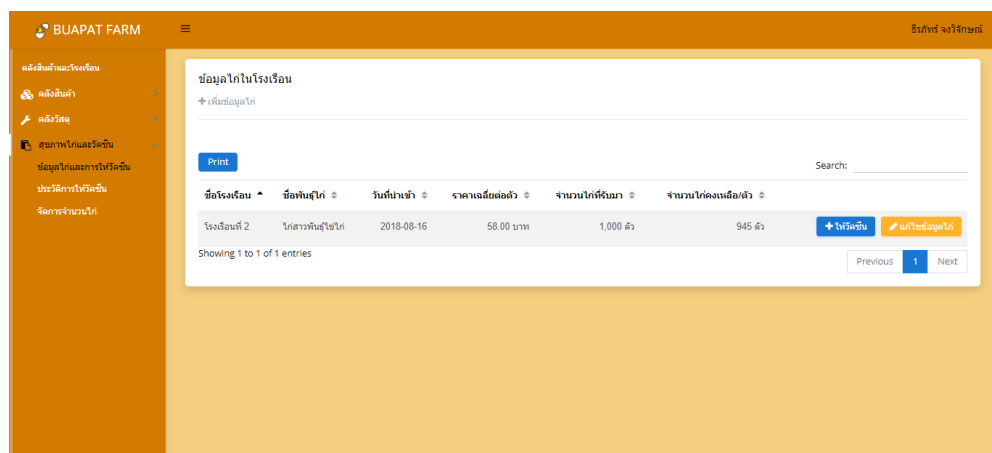 BUAPAT FARM
ธีรภัทร์ จงวิจักษณ์
คลังสินค้าและโรงเรือน
คลังสินค้า
คลังวัสดุ
สุขภาพไก่และวัคซีน
ข้อมูลไก่และการให้วัคซีน
ประวัติการให้วัคซีน
จัดการจำนวนไก่
ข้อมูลไก่ในโรงเรือน
เพิ่มข้อมูลไก่
Print Search:
ชื่อโรงเรือน ชื่อพันธุ์ไก่ วันที่นำเข้า ราคาเฉลี่ยต่อตัว จำนวนไก่ที่รับมา จำนวนไก่คงเหลือ/ตัว
โรงเรือนที่ 2 ไก่สาวพันธุ์ไข่ไก่ 2018-08-16 58.00 บาท 1,000 ตัว 945 ตัว ให้วัคซีน แก้ไขข้อมูลไก่
Showing 1 to 1 of 1 entries
Previous 1 Next